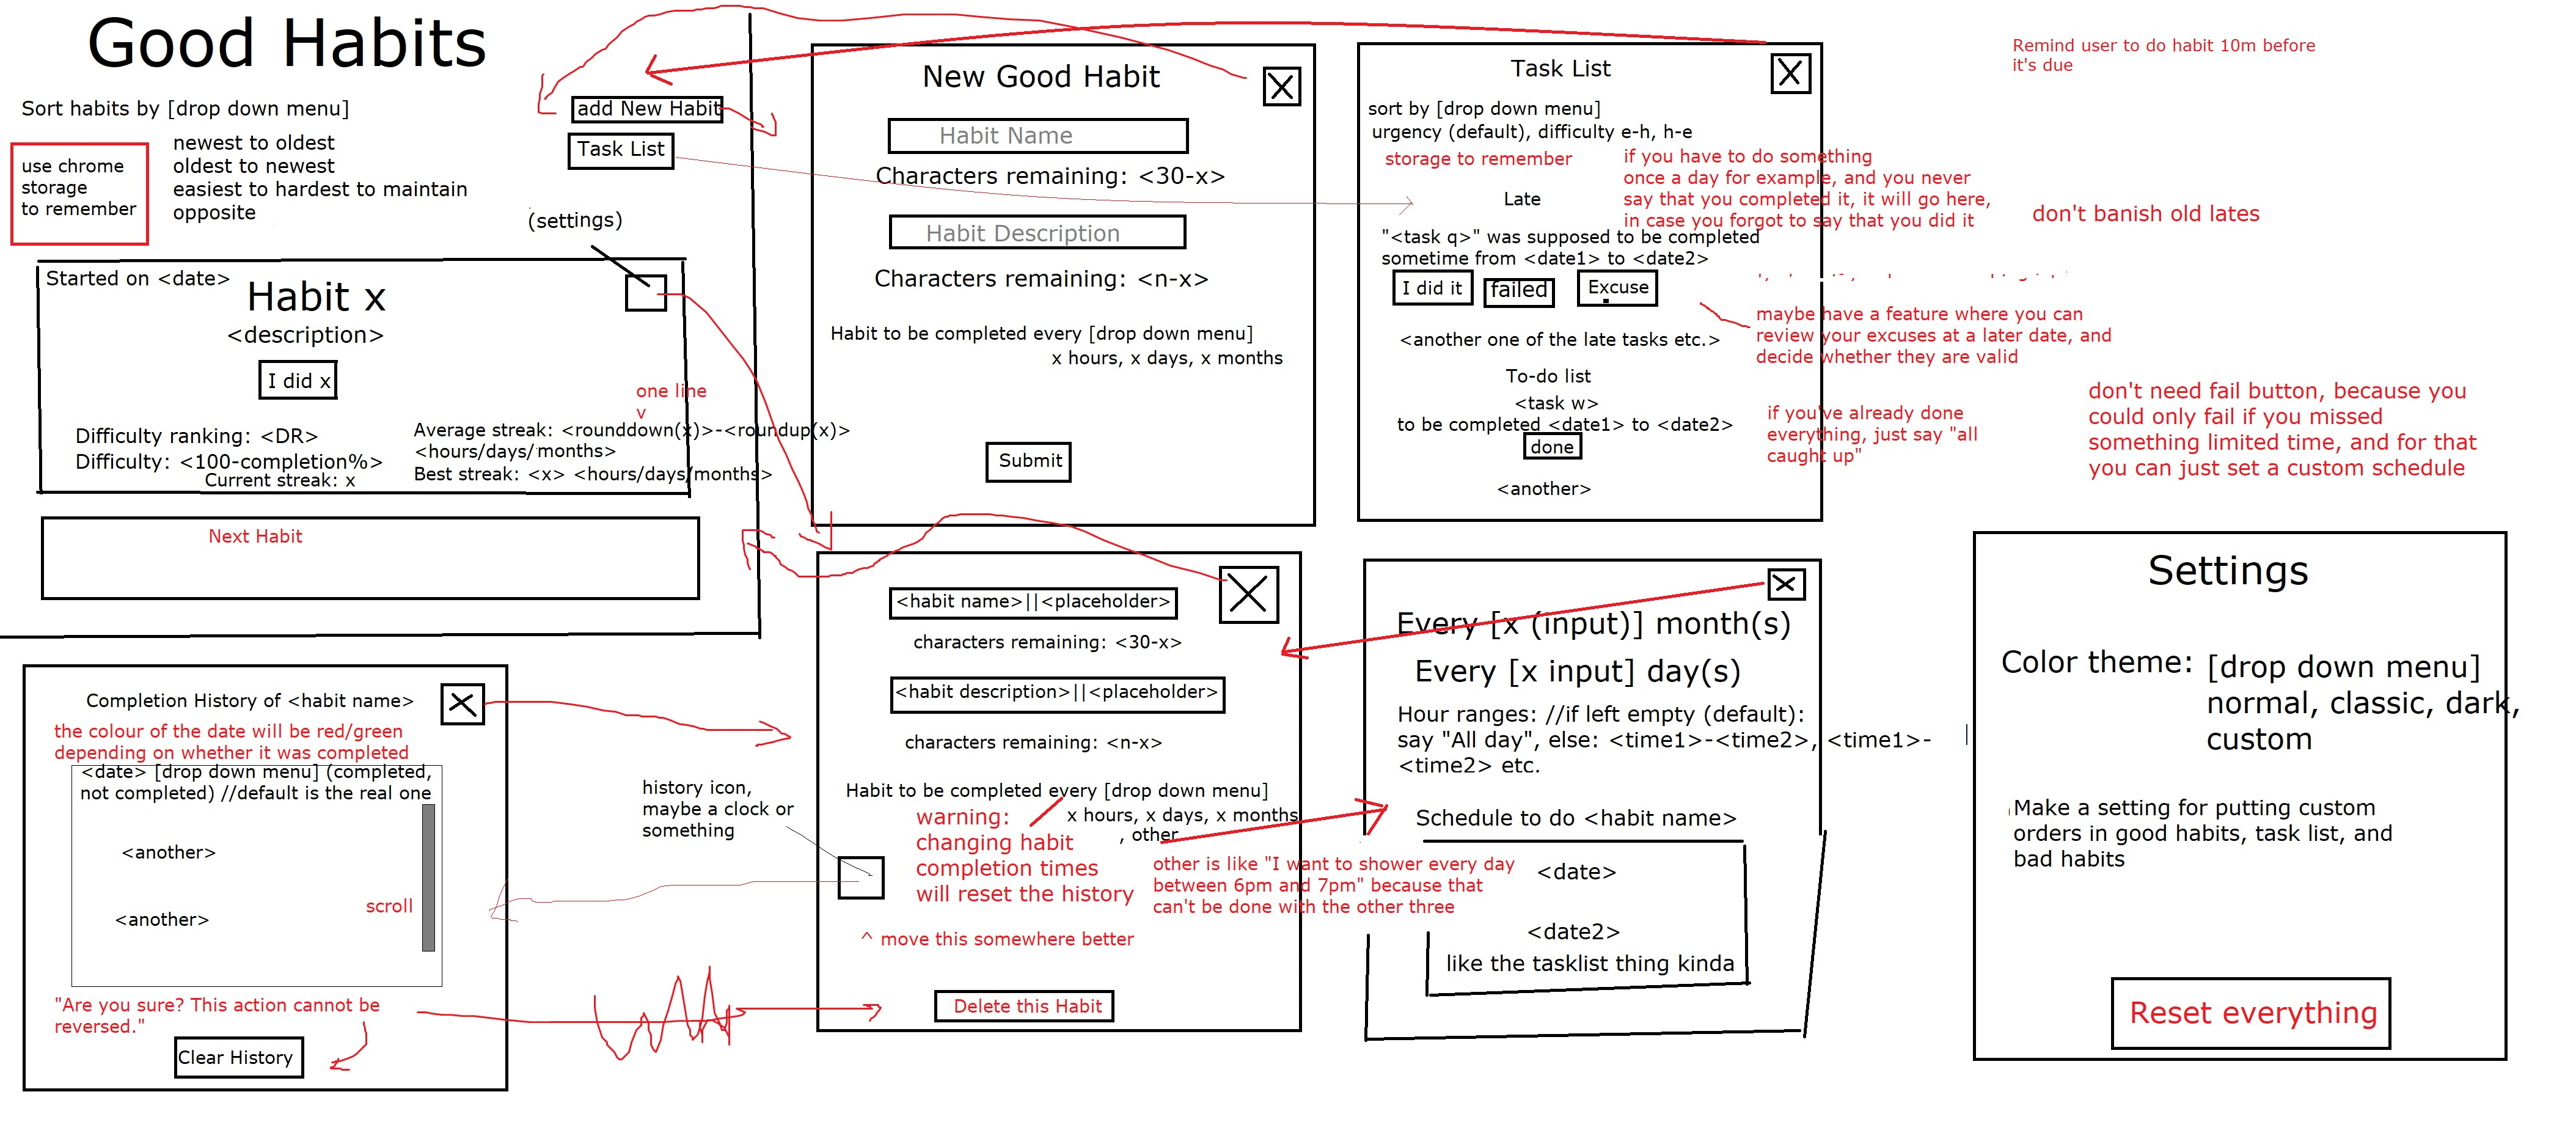 Good Habits
Sort habits by [drop down menu]
newest to oldest
oldest to newest
easiest to hardest to maintain
opposite
use chrome
storage
to remember
add New Habit
Task List
(settings)
Started on <date>
Habit x
<description>
I did x
one line
v
Difficulty ranking: <DR>
Difficulty: <100-completion%>
Current streak: x
Average streak: <rounddown(x)>-<roundup(x)>
<hours/days/months>
Best streak: <x> <hours/days/months>
Next Habit
New Good Habit
X
Habit Name
Characters remaining: <30-x>
Habit Description
Characters remaining: <n-x>
Habit to be completed every [drop down menu]
x hours, x days, x months
Submit
Task List
X
sort by [drop down menu]
urgency (default), difficulty e-h, h-e
storage to remember
if you have to do something
once a day for example, and you never
say that you completed it, it will go here,
in case you forgot to say that you did it
Late
"<task q>" was supposed to be completed
sometime from <date1> to <date2>
I did it
failed
Excuse
<another one of the late tasks etc.>
maybe have a feature where you can
review your excuses at a later date, and
decide whether they are valid
To-do list
<task w>
to be completed <date1> to <date2>
done
<another>
if you've already done
everything, just say "all
caught up"
Remind user to do habit 10m before
it's due
don't banish old lates
don't need fail button, because you
could only fail if you missed
something limited time, and for that
you can just set a custom schedule
Completion History of <habit name>
X
the colour of the date will be red/green
depending on whether it was completed
<date> [drop down menu] (completed,
not completed) //default is the real one
<another>
<another>
scroll
"Are you sure? This action cannot be
reversed."
Clear History
history icon,
maybe a clock or
something
<habit name>||<placeholder>
X
characters remaining: <30-x>
<habit description>||<placeholder>
characters remaining: <n-x>
Habit to be completed every [drop down menu]
x hours, x days, x months
, other
warning:
changing habit
completion times
will reset the history
^ move this somewhere better
other is like "I want to shower every day
between 6pm and 7pm" because that
can't be done with the other three
Delete this Habit
X
Every [x (input)] month(s)
Every [x input] day(s)
Hour ranges: //if left empty (default):
say "All day", else: <time1>-<time2>, <time1>-
<time2> etc.
Schedule to do <habit name>
<date>
<date2>
like the tasklist thing kinda
Settings
Color theme: [drop down menu]
normal, classic, dark,
custom
Make a setting for putting custom
orders in good habits, task list, and
bad habits
Reset everything